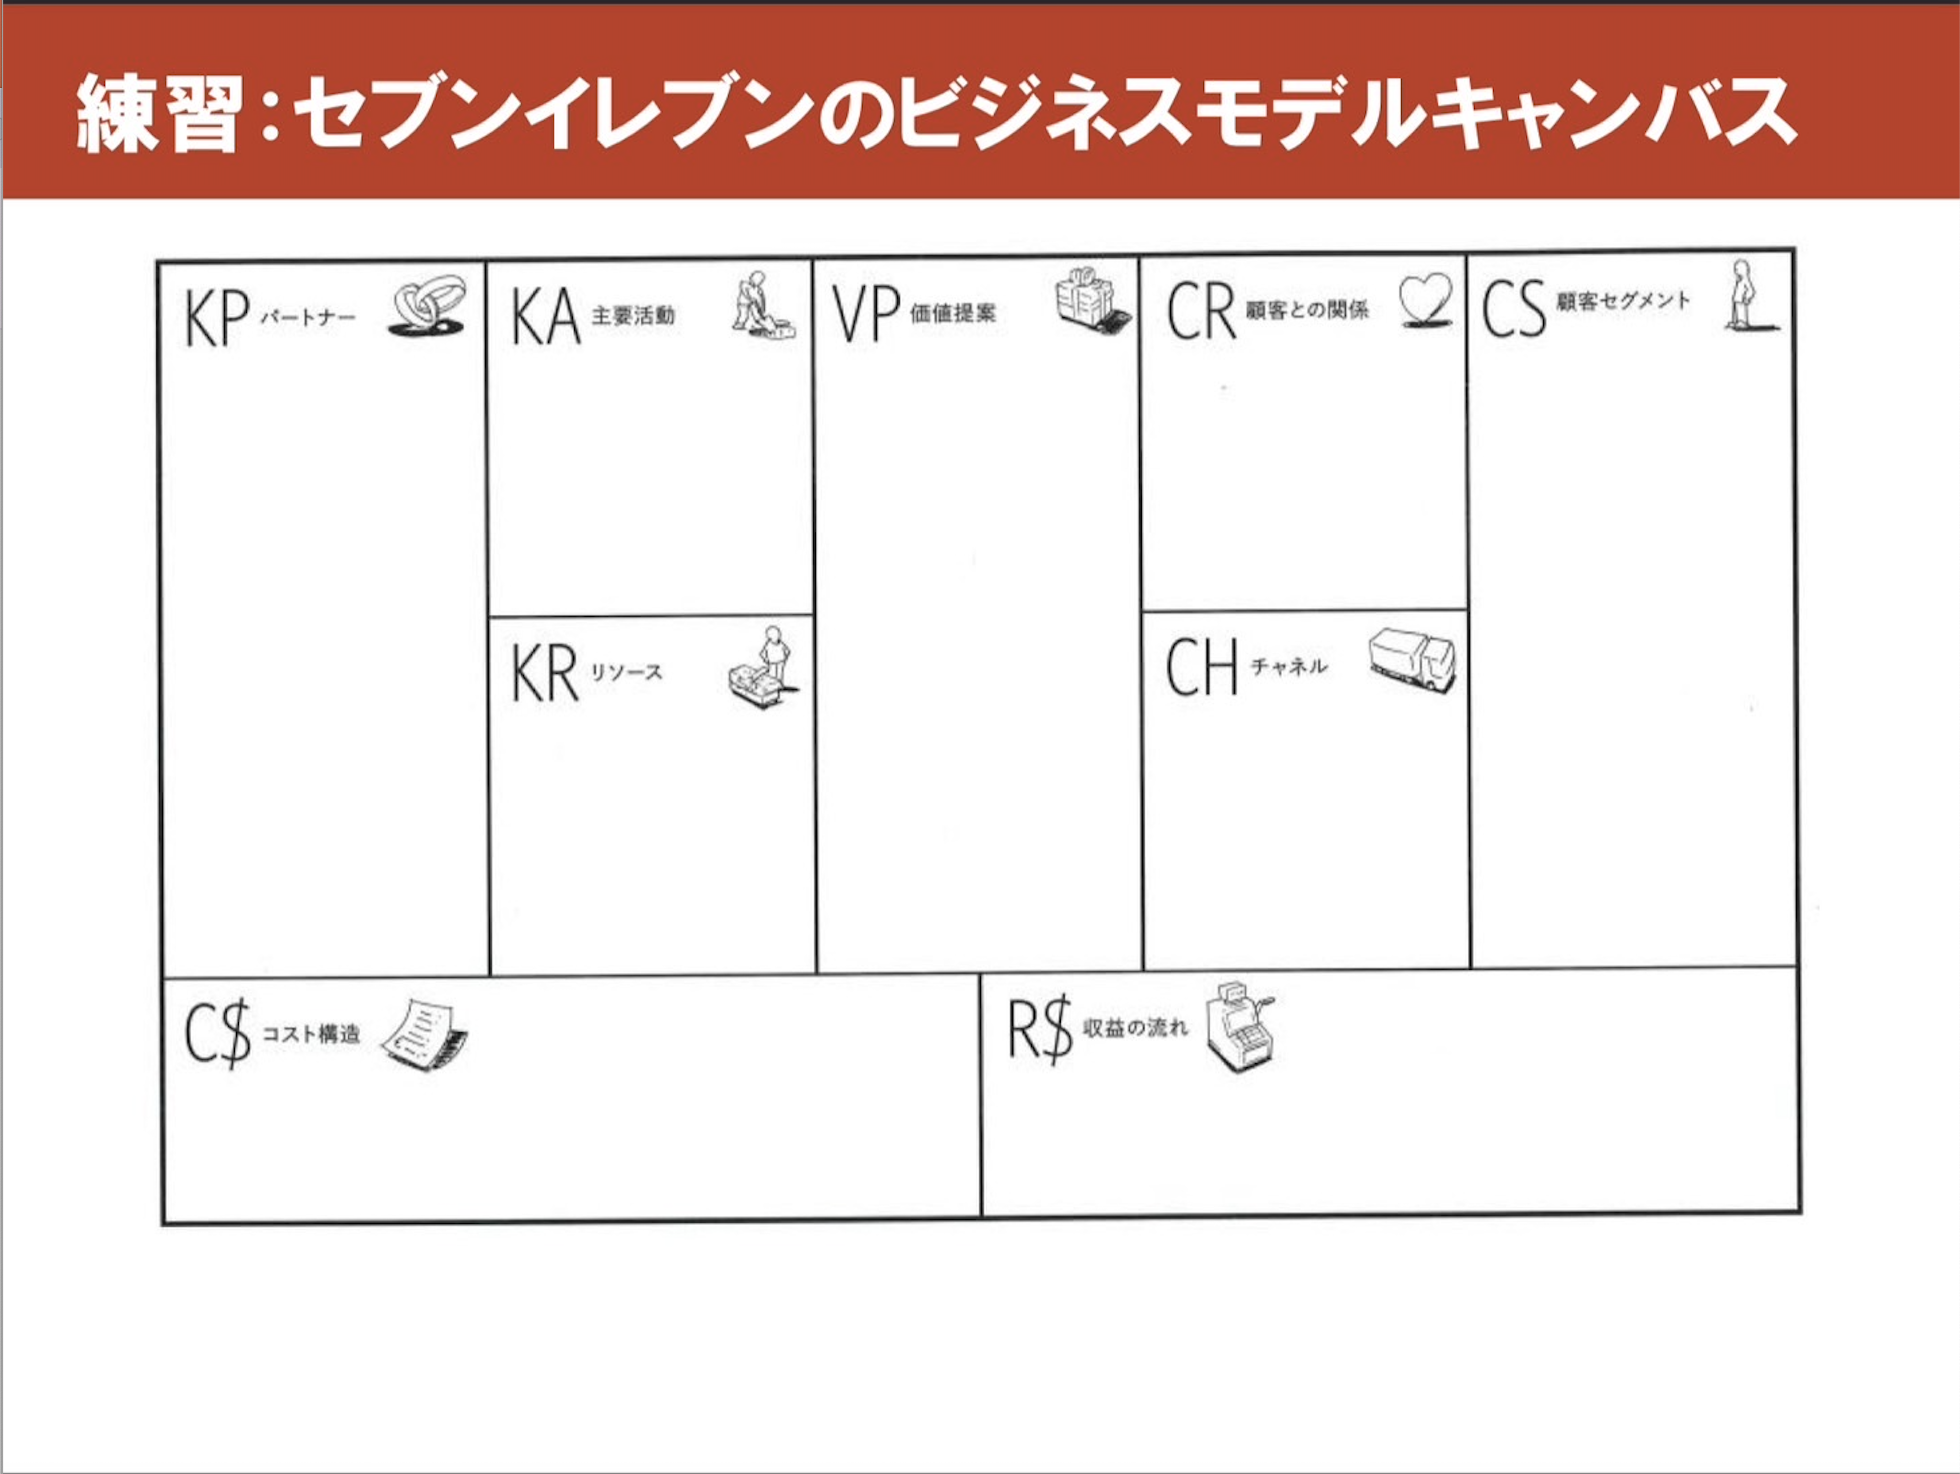 練習：セブンイレブンのビジネスモデルキャンバス
KP パートナー
KA 主要活動
VP 価値提案
CR 顧客との関係
CS 顧客セグメント
KR リソース
CH チャネル
C$ コスト構造
R$ 収益の流れ